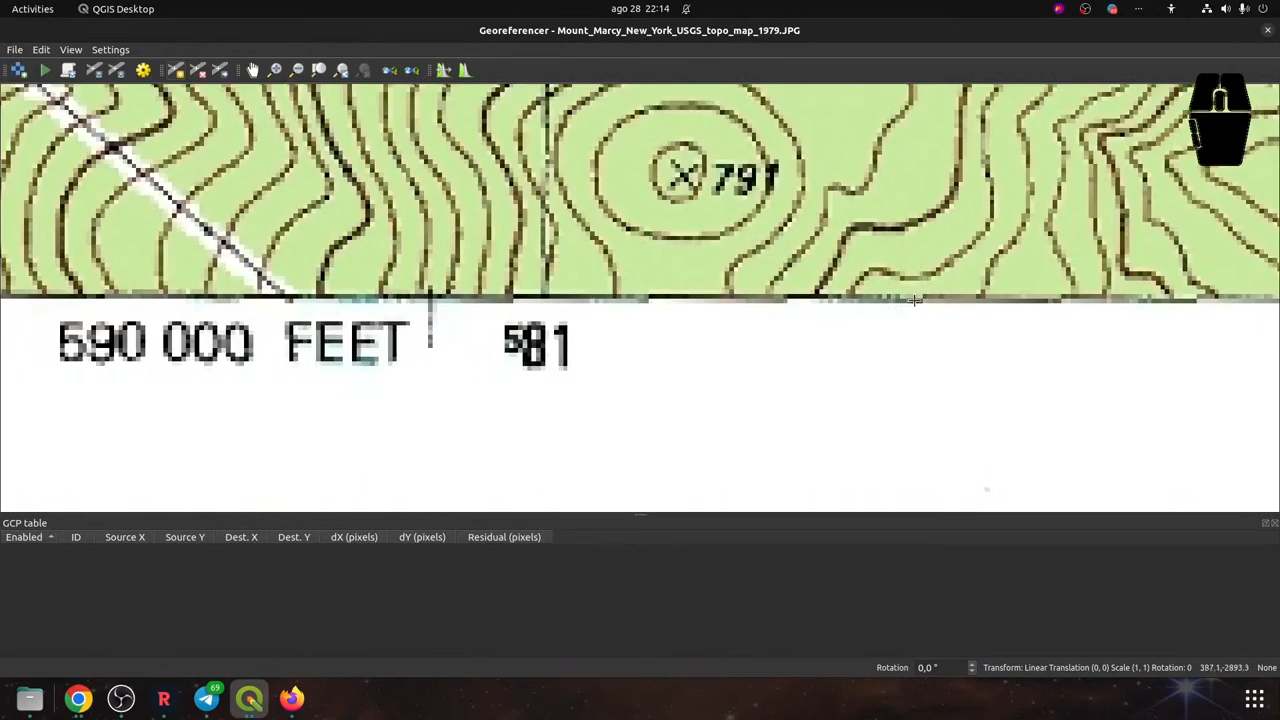 Activities QGIS Desktop ago 28 22:14
Georeferencer - Mount_Marcy_New_York_USGS_topo_map_1979.JPG
File Edit View Settings
791
590 000 FEET 581
GCP table
Enabled ID Source X Source Y Dest. X Dest. Y dX (pixels) dY (pixels) Residual (pixels)
Rotation 0,0 ° Transform: Linear Translation (0, 0) Scale (1, 1) Rotation: 0 387.1,-2893.3 None
R 69